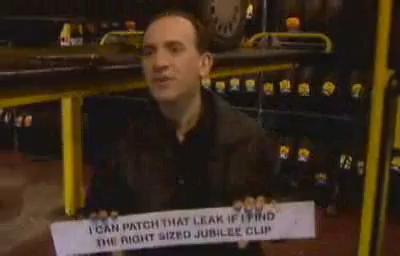 I CAN PATCH THAT LEAK IF I FIND
THE RIGHT SIZED JUBILEE CLIP